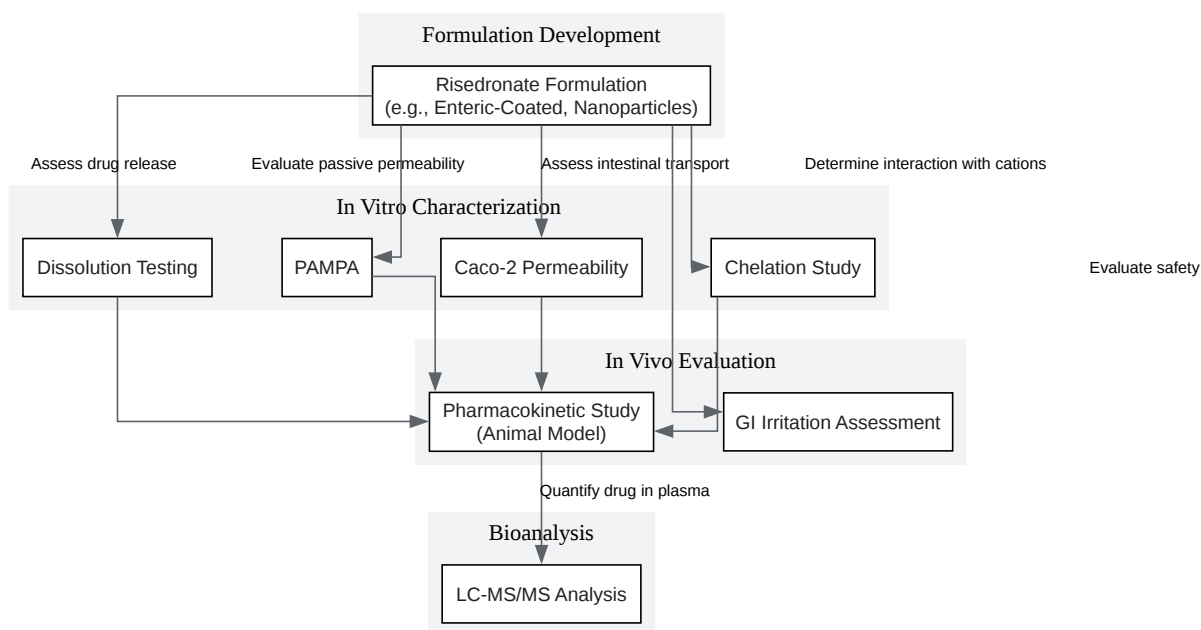 Formulation Development
Risedronate Formulation
(e.g., Enteric-Coated, Nanoparticles)
Assess drug release
Evaluate passive permeability
Assess intestinal transport
Determine interaction with cations
In Vitro Characterization
Dissolution Testing
PAMPA
Caco-2 Permeability
Chelation Study
Evaluate safety
In Vivo Evaluation
Pharmacokinetic Study
(Animal Model)
GI Irritation Assessment
Quantify drug in plasma
Bioanalysis
LC-MS/MS Analysis